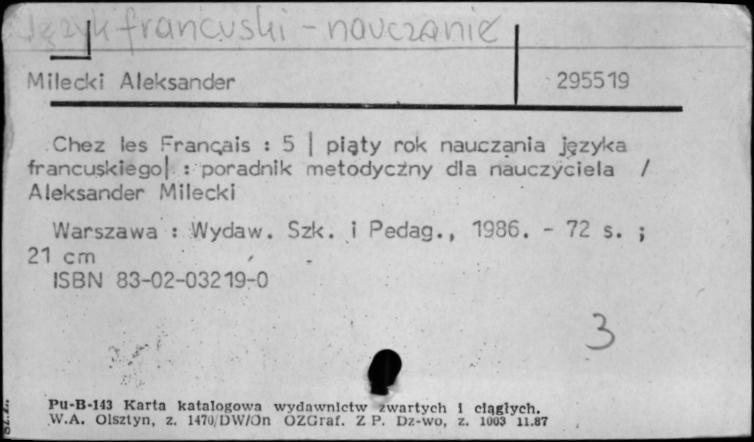 Język francuski - nauczanie
Milecki Aleksander 295519
Chez les Français : 5 | piąty rok nauczania języka
francuskiego| : poradnik metodyczny dla nauczyciela /
Aleksander Milecki
Warszawa : Wydaw. Szk. i Pedag., 1986. - 72 s. ;
21 cm
ISBN 83-02-03219-0
3
Pu-B-143 Karta katalogowa wydawnictw zwartych i ciągłych.
W.A. Olsztyn, z. 1470/DW/On OZGraf. Z P. Dz-wo, z. 1003 11.87